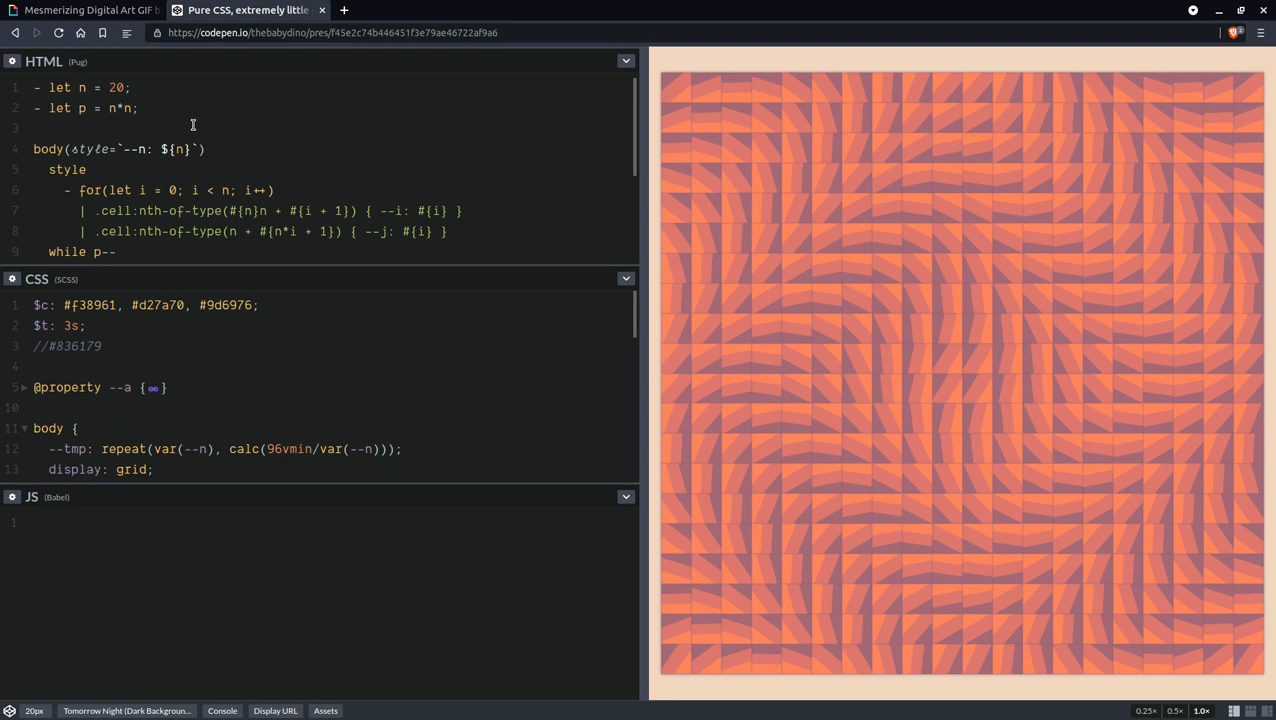 Mesmerizing Digital Art GIF b
Pure CSS, extremely little
https://codepen.io/thebabydino/pres/f45e2c74b446451f3e79ae46722af9a6
2
HTML (Pug)
1 - let n = 20;
2 - let p = n*n;
3
4 body(style=`--n: ${n}`)
5 style
6 - for(let i = 0; i < n; i++)
7 | .cell:nth-of-type(#{n}n + #{i + 1}) { --i: #{i} }
8 | .cell:nth-of-type(n + #{n*i + 1}) { --j: #{i} }
9 while p--
CSS (SCSS)
1 $c: #f38961, #d27a70, #9d6976;
2 $t: 3s;
3 //#836179
4
5 @property --a {↔}
10
11 body {
12 --tmp: repeat(var(--n), calc(96vmin/var(--n)));
13 display: grid;
JS (Babel)
1
20px Tomorrow Night (Dark Backgroun... Console Display URL Assets 0.25× 0.5× 1.0×